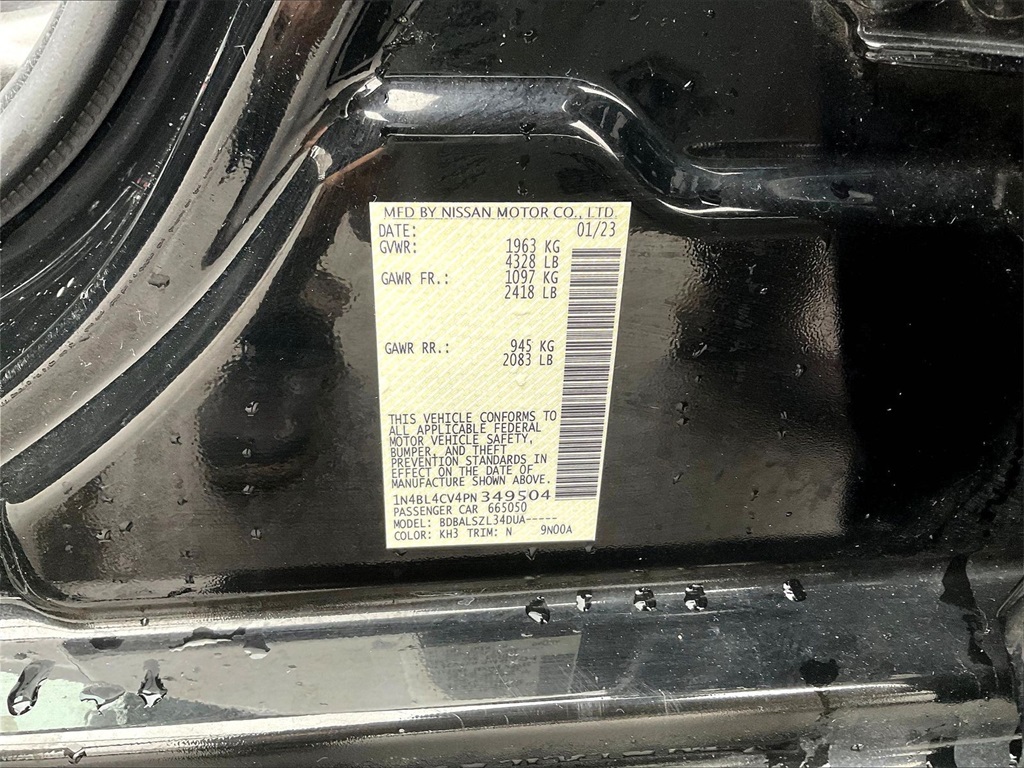 MFD BY NISSAN MOTOR CO., LTD.
DATE: 01/23
GVWR: 1963 KG
4328 LB
GAWR FR.: 1097 KG
2418 LB
GAWR RR.: 945 KG
2083 LB
THIS VEHICLE CONFORMS TO
ALL APPLICABLE FEDERAL
MOTOR VEHICLE SAFETY,
BUMPER, AND THEFT
PREVENTION STANDARDS IN
EFFECT ON THE DATE OF
MANUFACTURE SHOWN ABOVE.
1N4BL4CV4PN349504
PASSENGER CAR 665050
MODEL: BDBALSZL34DUA-----
COLOR: KH3 TRIM: N 9N00A